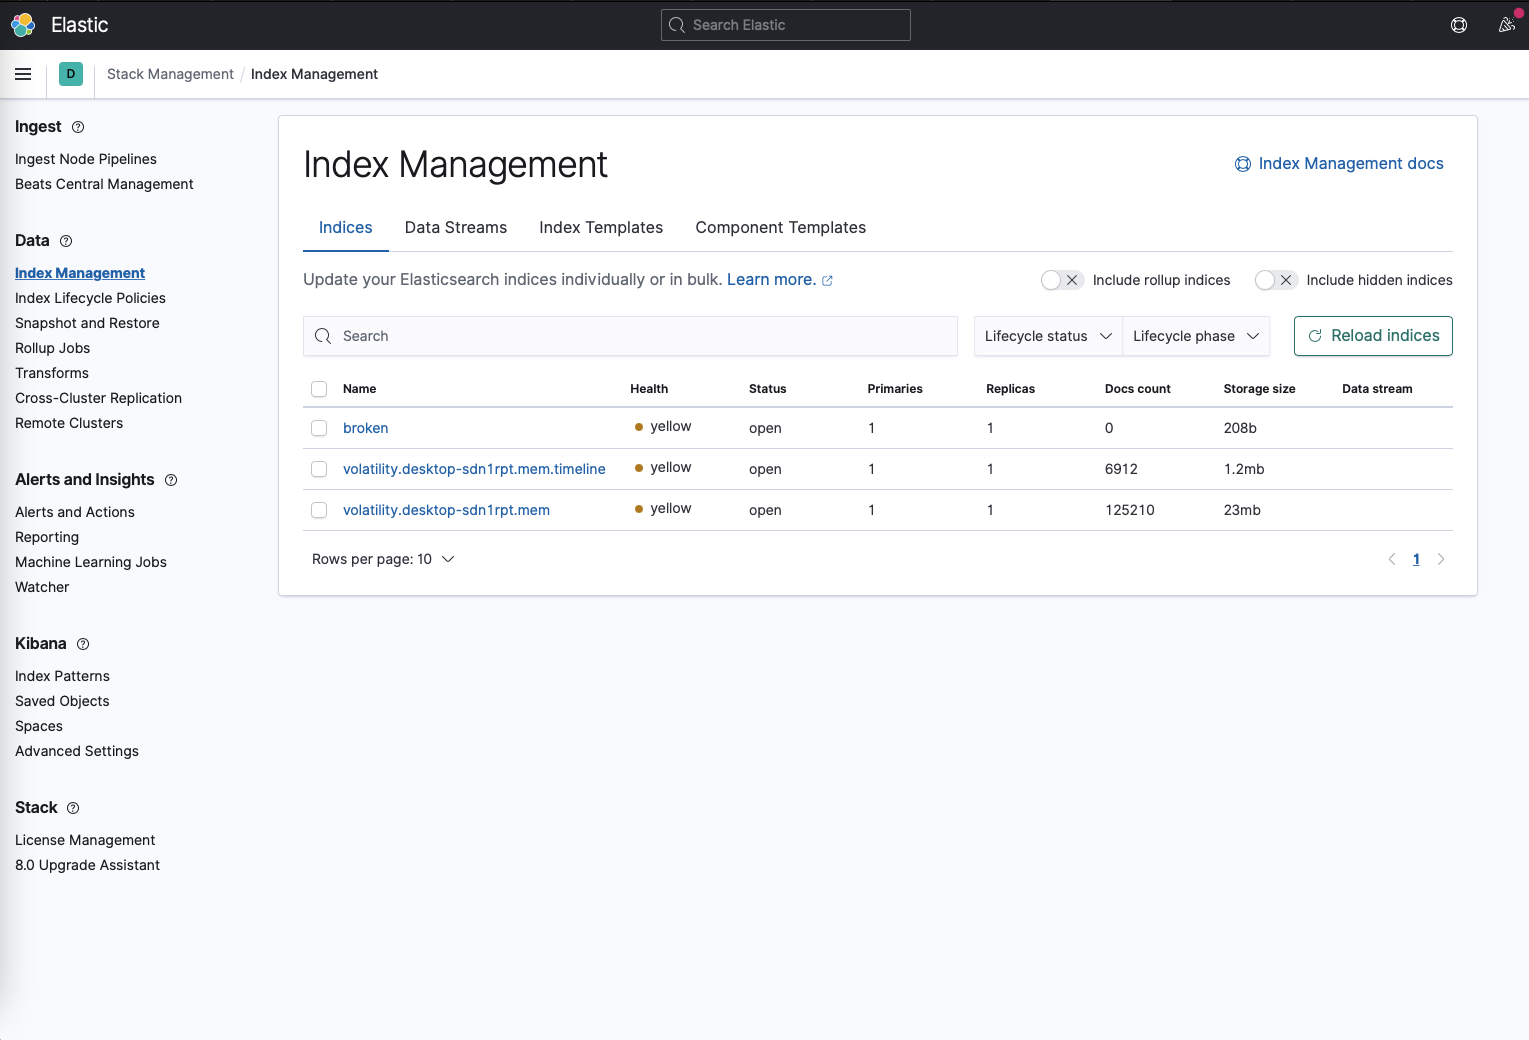 Elastic
Search Elastic
D
Stack Management / Index Management
Ingest
Ingest Node Pipelines
Beats Central Management
Data
Index Management
Index Lifecycle Policies
Snapshot and Restore
Rollup Jobs
Transforms
Cross-Cluster Replication
Remote Clusters
Alerts and Insights
Alerts and Actions
Reporting
Machine Learning Jobs
Watcher
Kibana
Index Patterns
Saved Objects
Spaces
Advanced Settings
Stack
License Management
8.0 Upgrade Assistant
Index Management
Index Management docs
Indices Data Streams Index Templates Component Templates
Update your Elasticsearch indices individually or in bulk. Learn more.
Include rollup indices Include hidden indices
Search Lifecycle status Lifecycle phase Reload indices
Name Health Status Primaries Replicas Docs count Storage size Data stream
broken yellow open 1 1 0 208b
volatility.desktop-sdn1rpt.mem.timeline yellow open 1 1 6912 1.2mb
volatility.desktop-sdn1rpt.mem yellow open 1 1 125210 23mb
Rows per page: 10 1